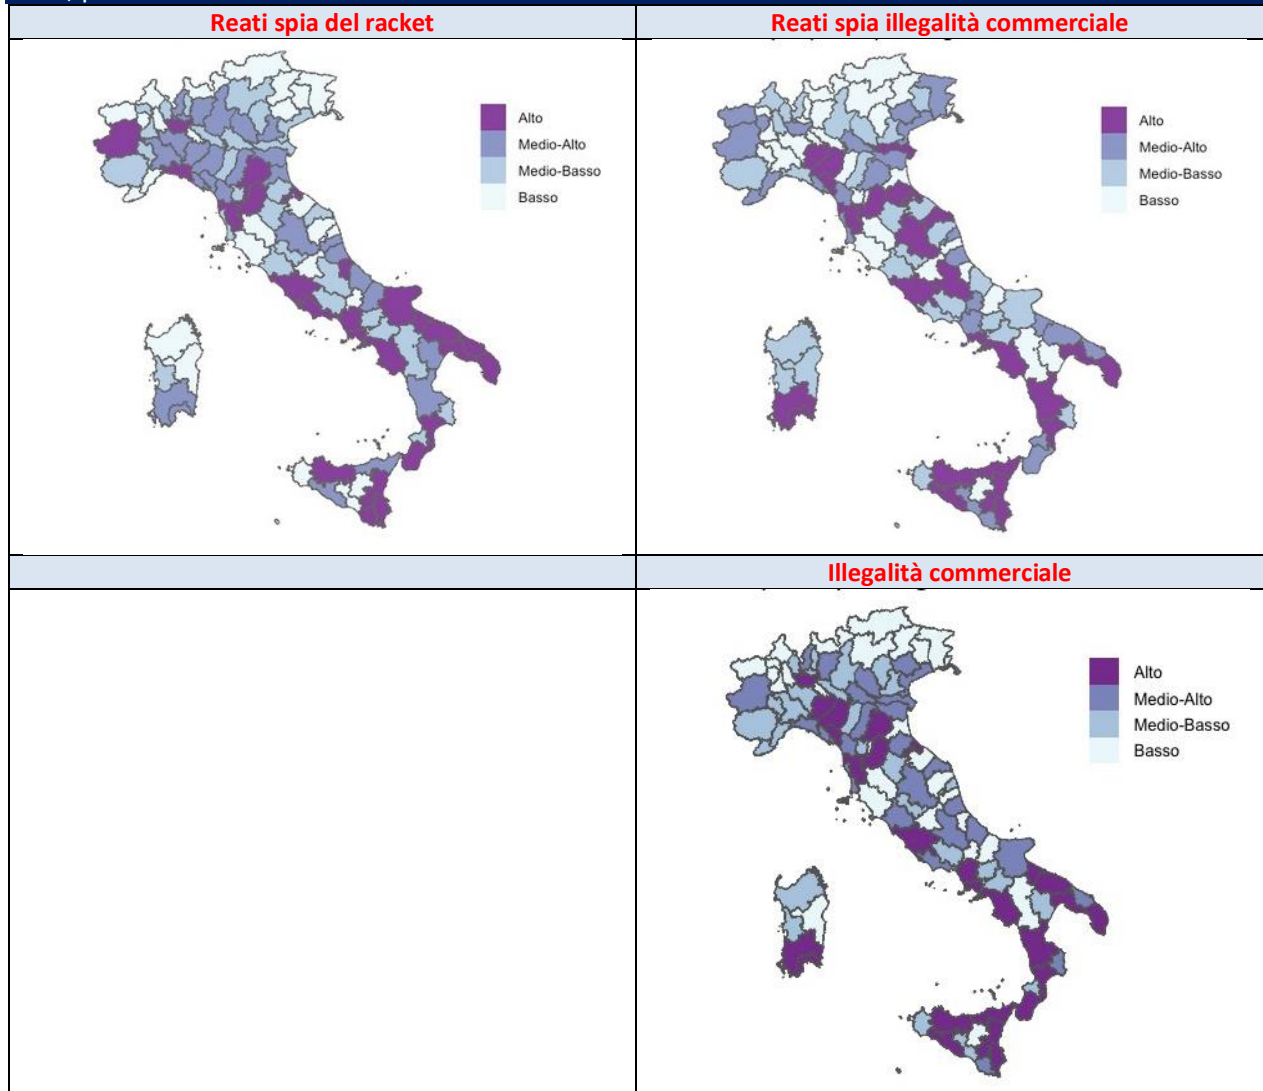 Reati spia del racket
Reati spia illegalità commerciale
Alto
Medio-Alto
Medio-Basso
Basso
Alto
Medio-Alto
Medio-Basso
Basso
Illegalità commerciale
Alto
Medio-Alto
Medio-Basso
Basso